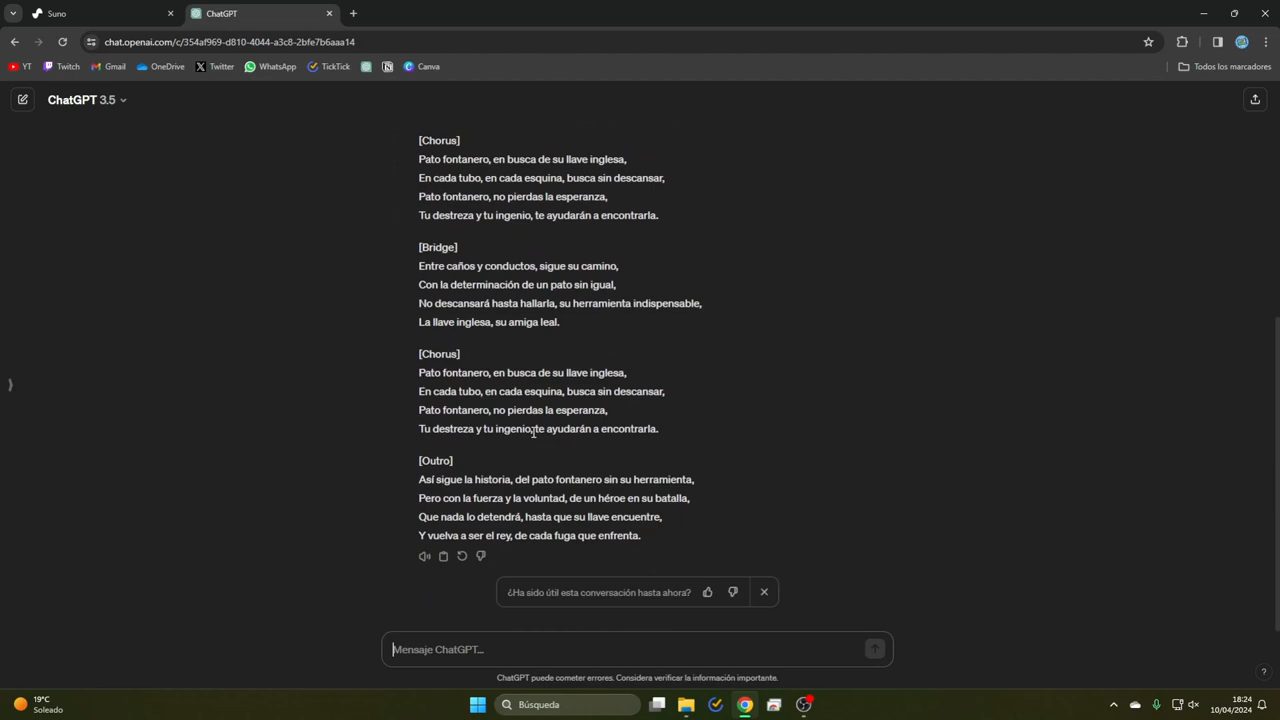 Suno
ChatGPT
chat.openai.com/c/354af969-d810-4044-a3c8-2bfe7b6aaa14
YT
Twitch
Gmail
OneDrive
Twitter
WhatsApp
TickTick
Canva
Todos los marcadores
ChatGPT 3.5
[Chorus]
Pato fontanero, en busca de su llave inglesa,
En cada tubo, en cada esquina, busca sin descansar,
Pato fontanero, no pierdas la esperanza,
Tu destreza y tu ingenio, te ayudarán a encontrarla.
[Bridge]
Entre caños y conductos, sigue su camino,
Con la determinación de un pato sin igual,
No descansará hasta hallarla, su herramienta indispensable,
La llave inglesa, su amiga leal.
[Chorus]
Pato fontanero, en busca de su llave inglesa,
En cada tubo, en cada esquina, busca sin descansar,
Pato fontanero, no pierdas la esperanza,
Tu destreza y tu ingenio, te ayudarán a encontrarla.
[Outro]
Así sigue la historia, del pato fontanero sin su herramienta,
Pero con la fuerza y la voluntad, de un héroe en su batalla,
Que nada lo detendrá, hasta que su llave encuentre,
Y vuelva a ser el rey, de cada fuga que enfrenta.
¿Ha sido útil esta conversación hasta ahora?
Mensaje ChatGPT...
ChatGPT puede cometer errores. Considera verificar la información importante.
?
19°C
Soleado
Búsqueda
18:24
10/04/2024